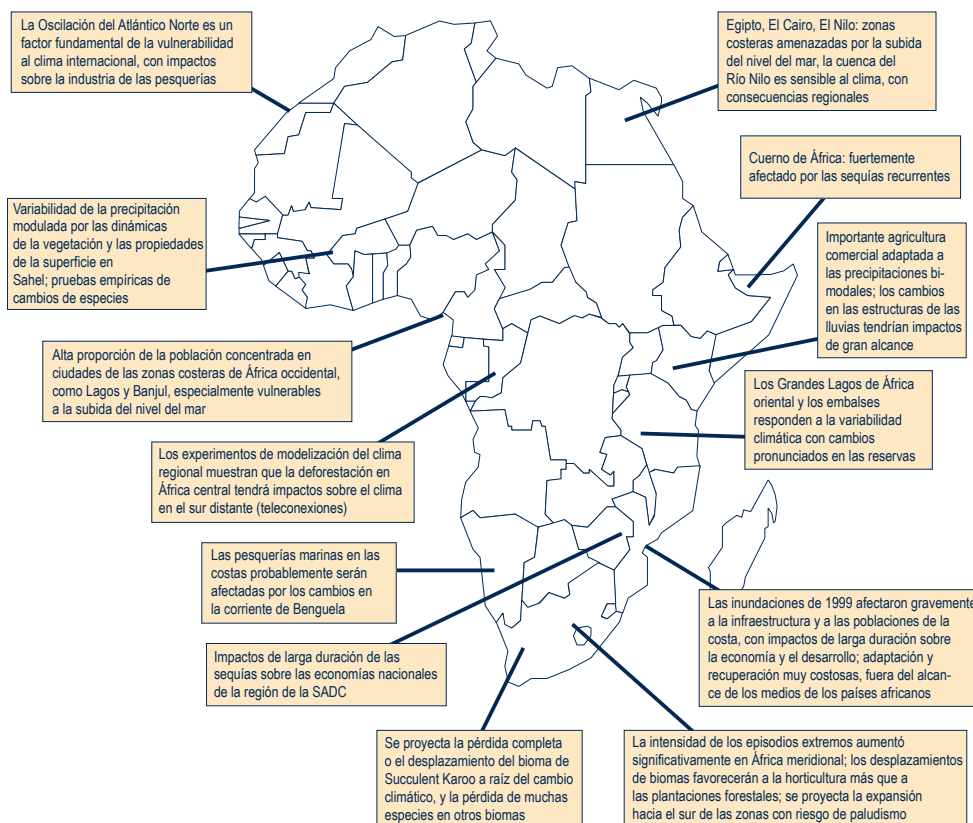 La Oscilación del Atlántico Norte es un
factor fundamental de la vulnerabilidad
al clima internacional, con impactos
sobre la industria de las pesquerías
Egipto, El Cairo, El Nilo: zonas
costeras amenazadas por la subida
del nivel del mar, la cuenca del
Río Nilo es sensible al clima, con
consecuencias regionales
Cuerno de África: fuertemente
afectado por las sequías recurrentes
Variabilidad de la precipitación
modulada por las dinámicas
de la vegetación y las propiedades
de la superficie en
Sahel; pruebas empíricas de
cambios de especies
Importante agricultura
comercial adaptada a
las precipitaciones bi-
modales; los cambios
en las estructuras de las
lluvias tendrían impactos
de gran alcance
Alta proporción de la población concentrada en
ciudades de las zonas costeras de África occidental,
como Lagos y Banjul, especialmente vulnerables
a la subida del nivel del mar
Los Grandes Lagos de África
oriental y los embalses
responden a la variabilidad
climática con cambios
pronunciados en las reservas
Los experimentos de modelización del clima
regional muestran que la deforestación en
África central tendrá impactos sobre el clima
en el sur distante (teleconexiones)
Las pesquerías marinas en las
costas probablemente serán
afectadas por los cambios en
la corriente de Benguela
Las inundaciones de 1999 afectaron gravemente
a la infraestructura y a las poblaciones de la
costa, con impactos de larga duración sobre
la economía y el desarrollo; adaptación y
recuperación muy costosas, fuera del alcan-
ce de los medios de los países africanos
Impactos de larga duración de las
sequías sobre las economías nacionales
de la región de la SADC
Se proyecta la pérdida completa
o el desplazamiento del bioma de
Succulent Karoo a raíz del cambio
climático, y la pérdida de muchas
especies en otros biomas
La intensidad de los episodios extremos aumentó
significativamente en África meridional; los desplazamientos
de biomas favorecerán a la horticultura más que a
las plantaciones forestales; se proyecta la expansión
hacia el sur de las zonas con riesgo de paludismo